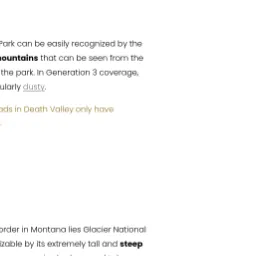 Park can be easily recognized by the
mountains that can be seen from the
the park. In Generation 3 coverage,
ularly dusty.
ads in Death Valley only have
order in Montana lies Glacier National
izable by its extremely tall and steep